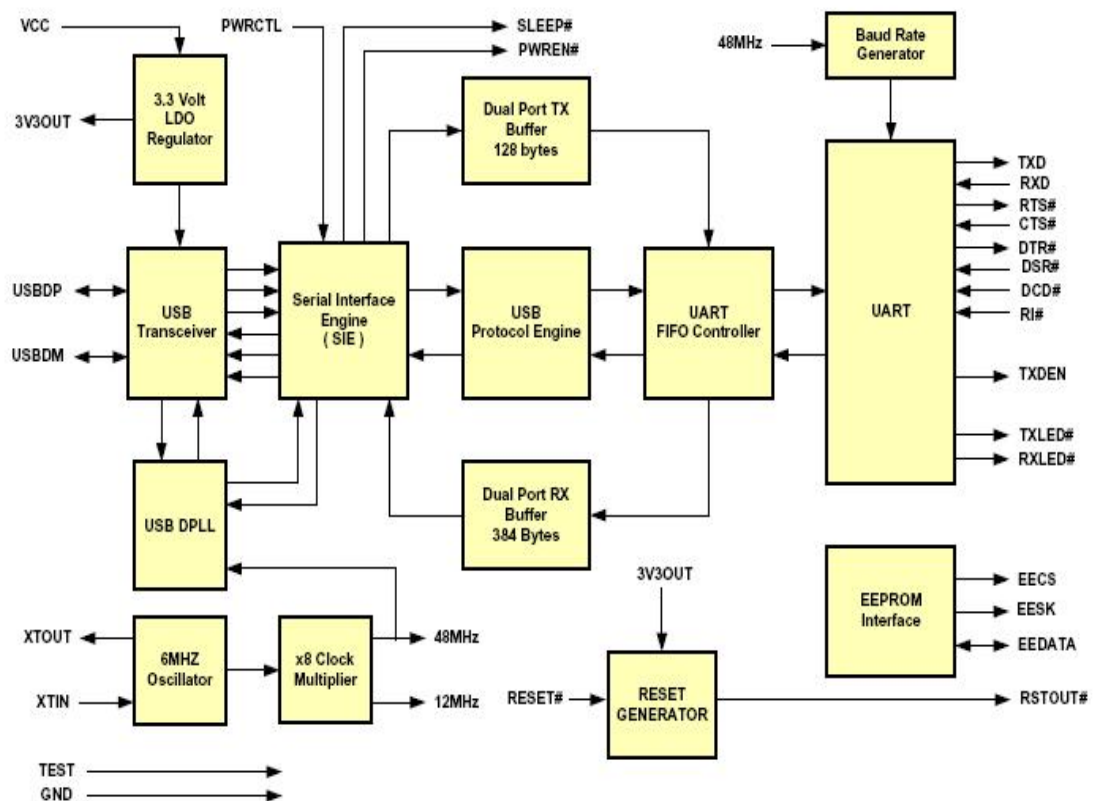 VCC
PWRCTL
SLEEP#
PWREN#
48MHz
Baud Rate
Generator
3V3OUT
3.3 Volt
LDO
Regulator
Dual Port TX
Buffer
128 bytes
TXD
RXD
RTS#
CTS#
DTR#
DSR#
DCD#
RI#
TXDEN
TXLED#
RXLED#
USBDP
USBDM
USB
Transceiver
Serial Interface
Engine
( SIE )
USB
Protocol Engine
UART
FIFO Controller
UART
USB DPLL
Dual Port RX
Buffer
384 Bytes
3V3OUT
EEPROM
Interface
EECS
EESK
EEDATA
XTOUT
XTIN
6MHZ
Oscillator
x8 Clock
Multiplier
48MHz
12MHz
RESET#
RESET
GENERATOR
RSTOUT#
TEST
GND